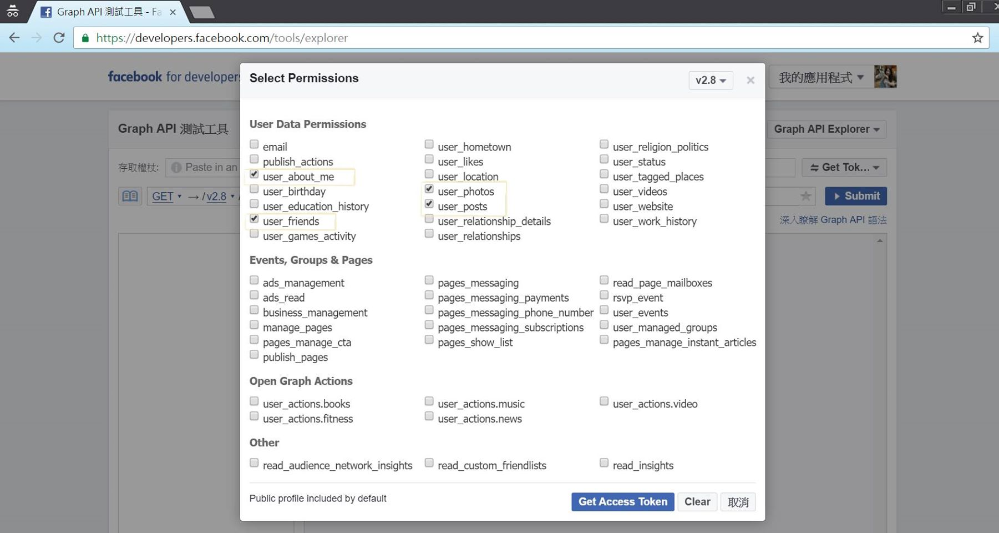 Graph API 測試工具 - Fa
https://developers.facebook.com/tools/explorer
facebook for developers
我的應用程式
Select Permissions
v2.8
Graph API 測試工具
Graph API Explorer
存取權杖:
Paste in an
Get Tok...
GET → / v2.8 /
Submit
深入瞭解 Graph API 語法
User Data Permissions
email user_hometown user_religion_politics
publish_actions user_likes user_status
user_about_me user_location user_tagged_places
user_birthday user_photos user_videos
user_education_history user_posts user_website
user_friends user_relationship_details user_work_history
user_games_activity user_relationships
Events, Groups & Pages
ads_management pages_messaging read_page_mailboxes
ads_read pages_messaging_payments rsvp_event
business_management pages_messaging_phone_number user_events
manage_pages pages_messaging_subscriptions user_managed_groups
pages_manage_cta pages_show_list pages_manage_instant_articles
publish_pages
Open Graph Actions
user_actions.books user_actions.music user_actions.video
user_actions.fitness user_actions.news
Other
read_audience_network_insights read_custom_friendlists read_insights
Public profile included by default
Get Access Token Clear 取消